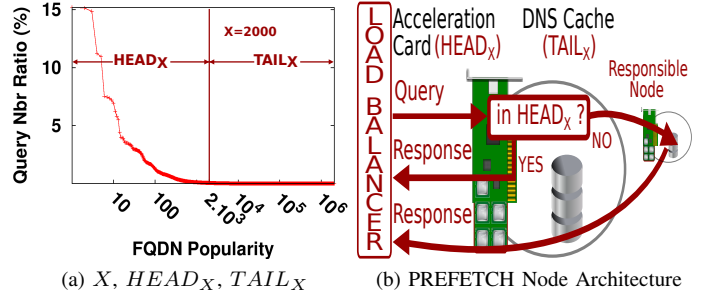 Query Nbr Ratio (%)
15
10
5
X=2000
HEADX
TAILX
10
100
2.10³
10⁴
10⁵
10⁶
FQDN Popularity
(a) X, HEADX, TAILX
LOAD BALANCER
Acceleration
Card (HEADX)
DNS Cache
(TAILX)
Responsible
Node
Query
in HEADX ?
NO
YES
Response
Response
(b) PREFETCH Node Architecture